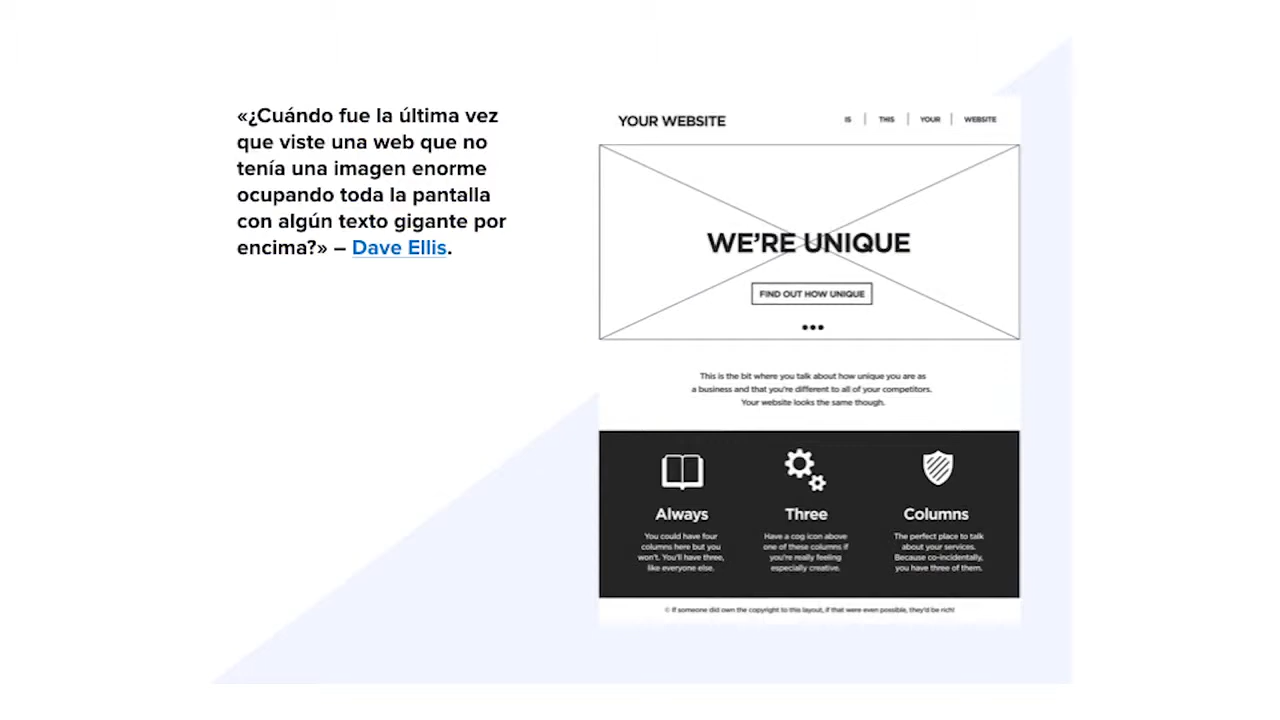 «¿Cuándo fue la última vez
que viste una web que no
tenía una imagen enorme
ocupando toda la pantalla
con algún texto gigante por
encima?» – Dave Ellis.
YOUR WEBSITE
IS | THIS | YOUR | WEBSITE
WE'RE UNIQUE
FIND OUT HOW UNIQUE
This is the bit where you talk about how unique you are as
a business and that you're different to all of your competitors.
Your website looks the same though.
Always
You could have four
columns here but you
won't. You'll have three,
like everyone else.
Three
Have a cog icon above
one of these columns if
you're really feeling
especially creative.
Columns
The perfect place to talk
about your services.
Because co-incidentally,
you have three of them.
© If someone did own the copyright to this layout, if that were even possible, they'd be rich!